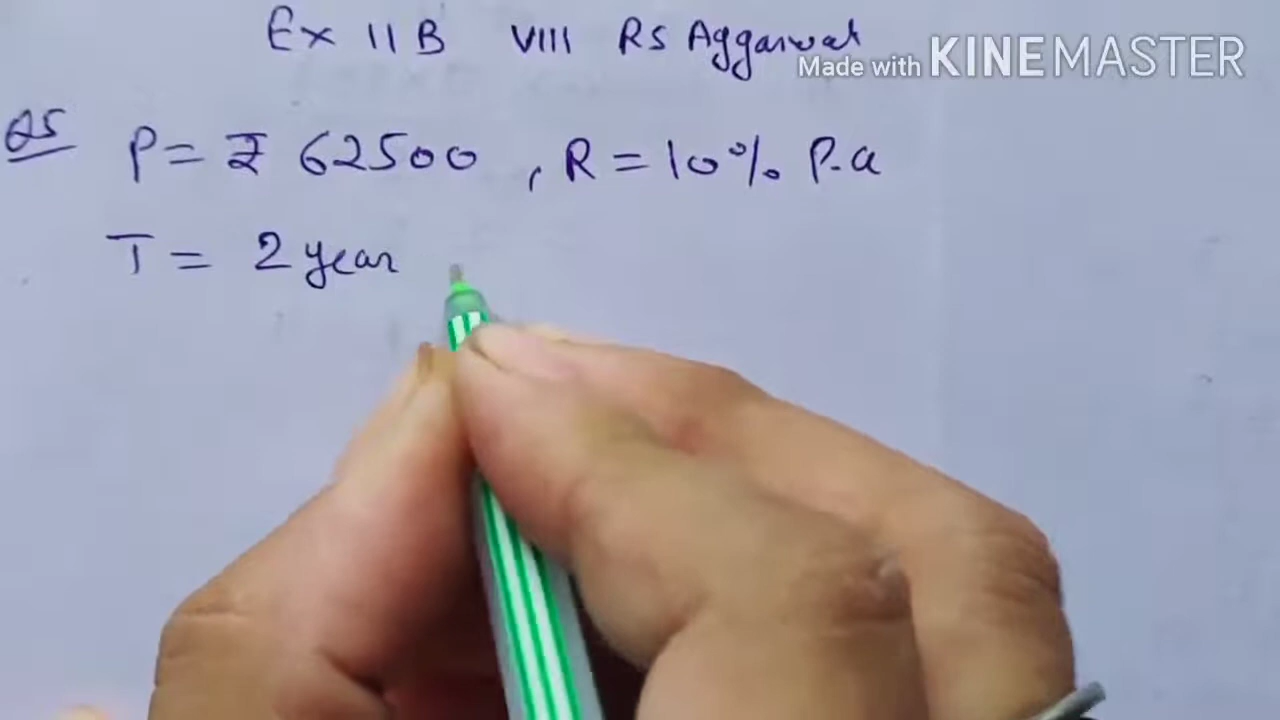 Ex 11B VIII RS Aggarwal
Made with KINEMASTER
Q5 P = ₹ 62500 , R = 10% P.a
T = 2 year